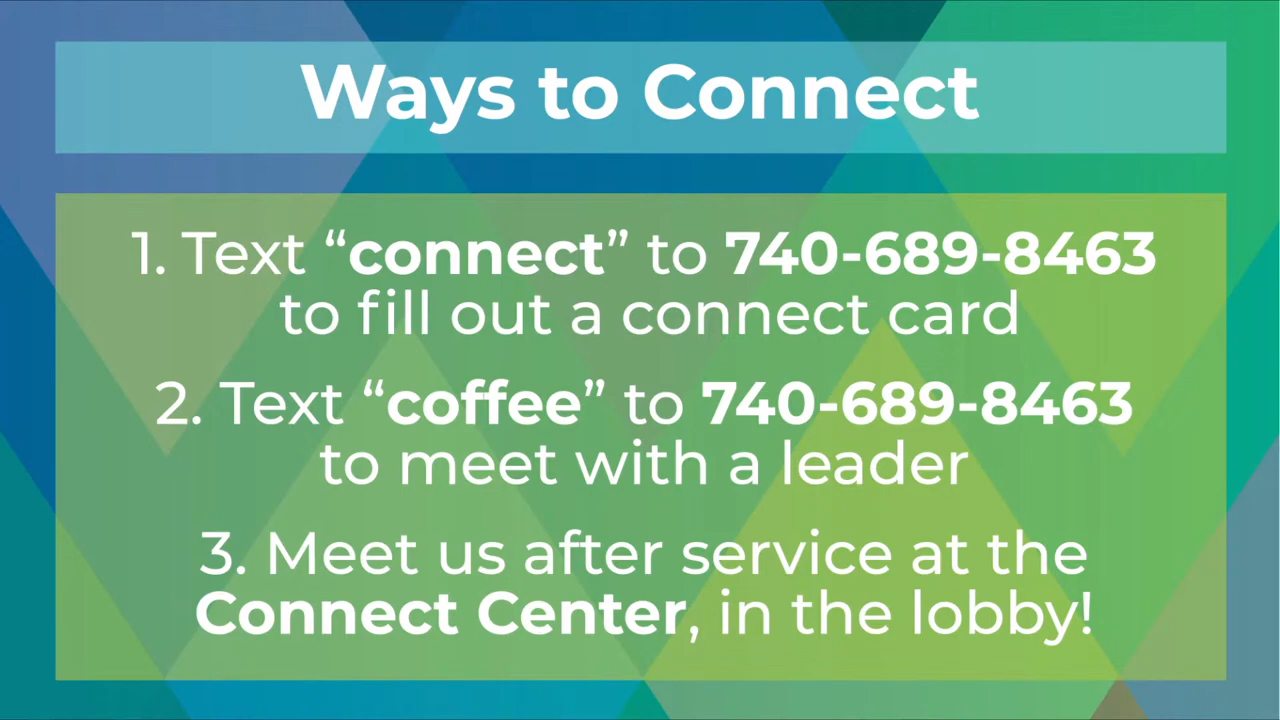 Ways to Connect
1. Text “connect” to 740-689-8463
to fill out a connect card
2. Text “coffee” to 740-689-8463
to meet with a leader
3. Meet us after service at the
Connect Center, in the lobby!